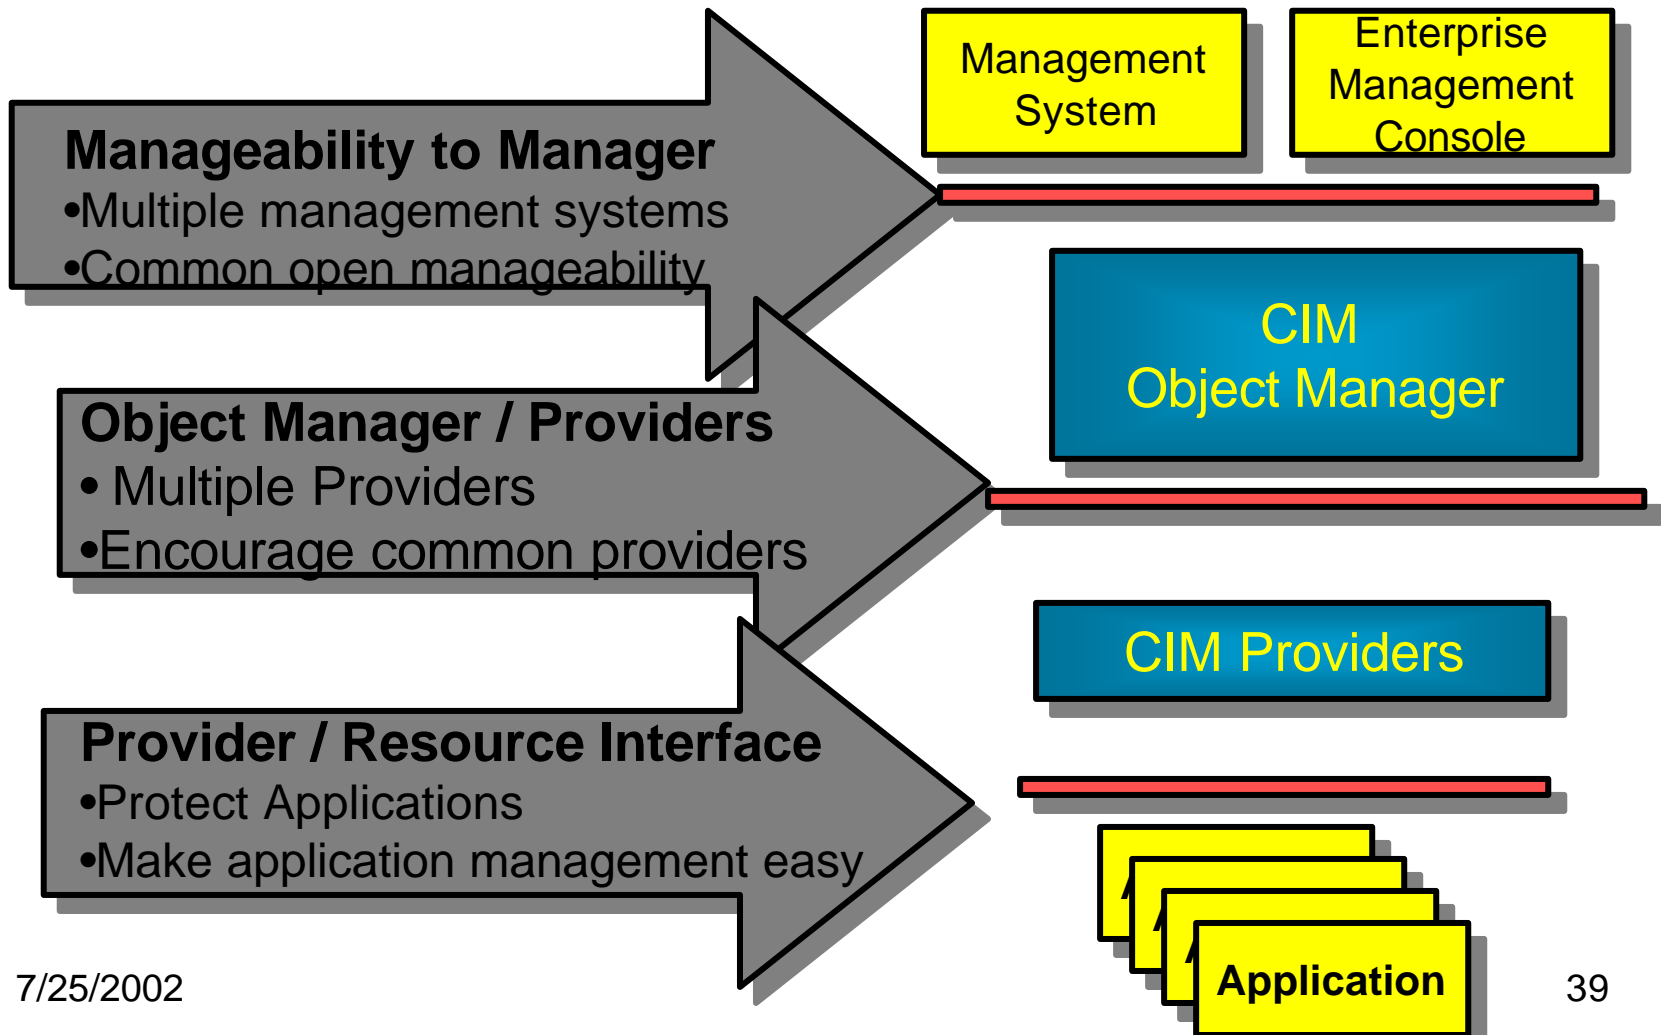 Management
System
Enterprise
Management
Console
Manageability to Manager
•Multiple management systems
•Common open manageability
CIM
Object Manager
Object Manager / Providers
• Multiple Providers
•Encourage common providers
CIM Providers
Provider / Resource Interface
•Protect Applications
•Make application management easy
A
A
A
Application
7/25/2002
39